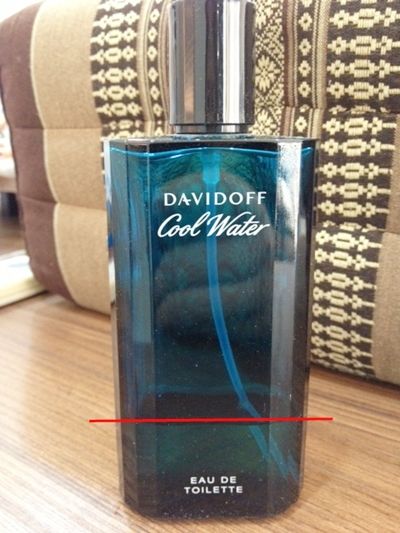 DAVIDOFF
Cool Water
EAU DE
TOILETTE